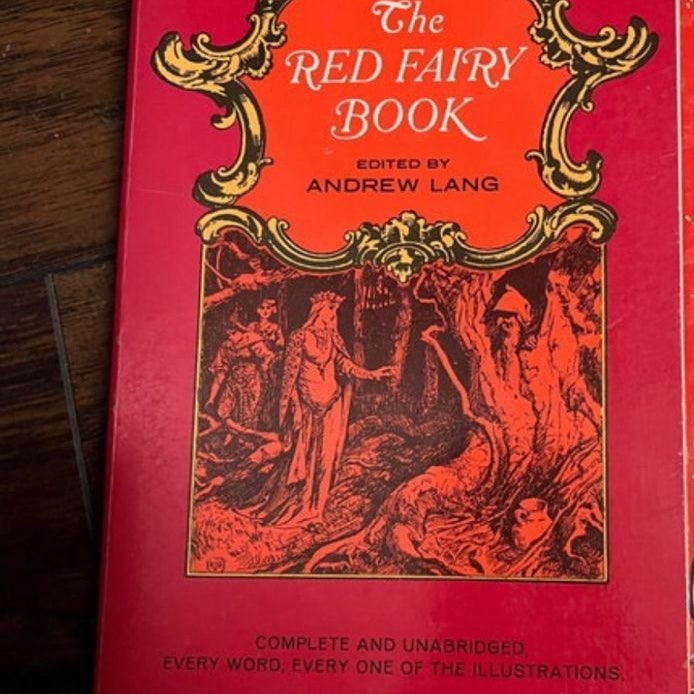 The
RED FAIRY
BOOK
EDITED BY
ANDREW LANG
COMPLETE AND UNABRIDGED,
EVERY WORD, EVERY ONE OF THE ILLUSTRATIONS.